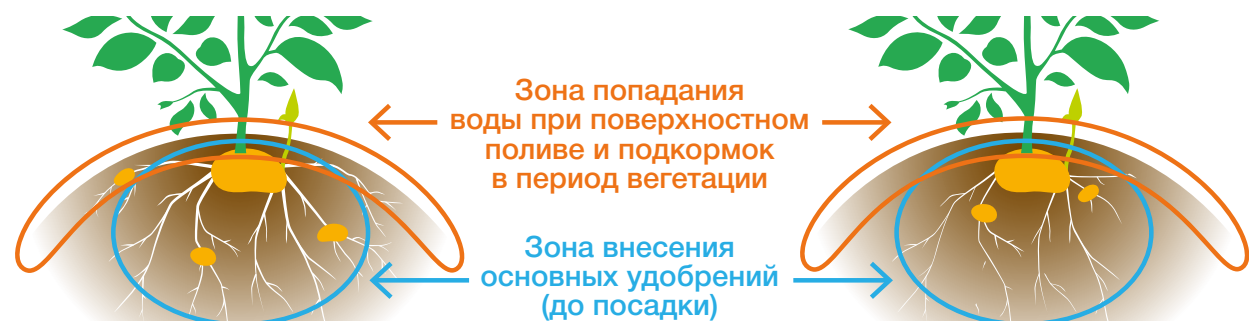 Зона попадания
воды при поверхностном
поливе и подкормок
в период вегетации
Зона внесения
основных удобрений
(до посадки)